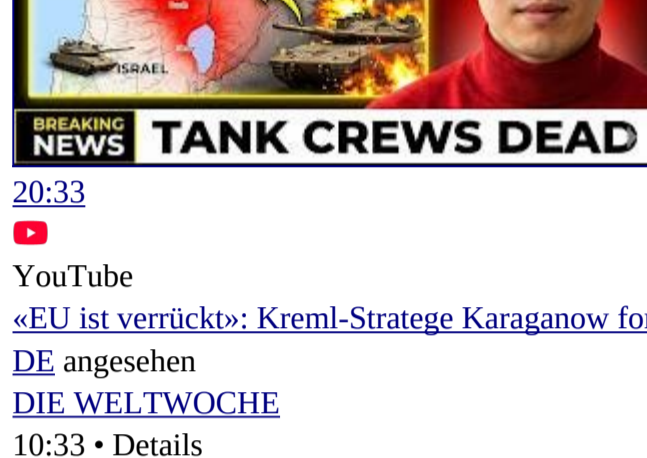 ISRAEL
BREAKING
NEWS
TANK CREWS DEAD
20:33
YouTube
«EU ist verrückt»: Kreml-Stratege Karaganow for
DE angesehen
DIE WELTWOCHE
10:33 • Details